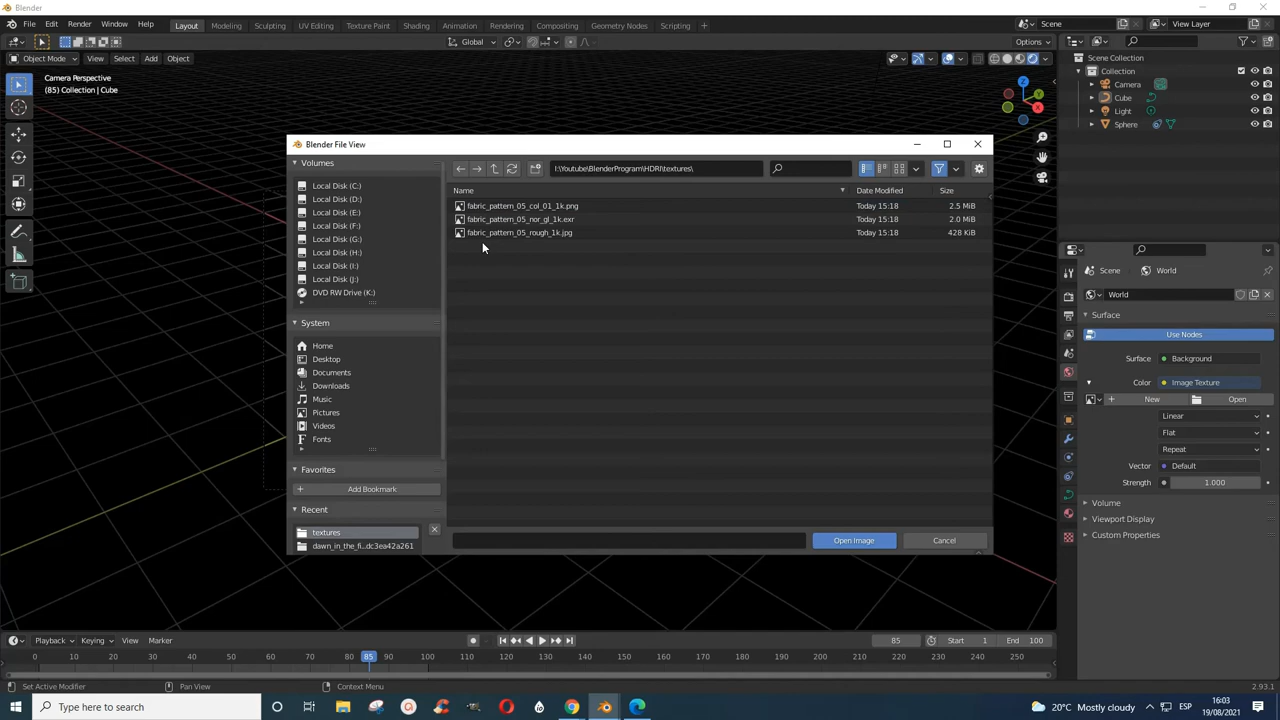 Blender
File Edit Render Window Help Layout Modeling Sculpting UV Editing Texture Paint Shading Animation Rendering Compositing Geometry Nodes Scripting + Scene View Layer
Global Options
Object Mode View Select Add Object
Camera Perspective
(85) Collection | Cube
Z
Y
X
Scene Collection
Collection
Camera
Cube
Light
Sphere
Blender File View
Volumes
I:\Youtube\BlenderProgram\HDRI\textures\
Local Disk (C:)
Local Disk (D:)
Local Disk (E:)
Local Disk (F:)
Local Disk (G:)
Local Disk (H:)
Local Disk (I:)
Local Disk (J:)
DVD RW Drive (K:)
System
Home
Desktop
Documents
Downloads
Music
Pictures
Videos
Fonts
Favorites
Add Bookmark
Recent
textures
dawn_in_the_fi...dc3ea42a261
Name Date Modified Size
fabric_pattern_05_col_01_1k.png Today 15:18 2.5 MiB
fabric_pattern_05_nor_gl_1k.exr Today 15:18 2.0 MiB
fabric_pattern_05_rough_1k.jpg Today 15:18 428 KiB
Open Image Cancel
Scene World
World
Surface
Use Nodes
Surface Background
Color Image Texture
New Open
Linear
Flat
Repeat
Vector Default
Strength 1.000
Volume
Viewport Display
Custom Properties
Playback Keying View Marker 85 Start 1 End 100
0 10 20 30 40 50 60 70 80 85 100 110 120 130 140 150 160 170 180 190 200 210 220 230 240 250
Set Active Modifier Pan View Context Menu 2.93.1
Type here to search
20°C Mostly cloudy ESP 16:03
19/08/2021